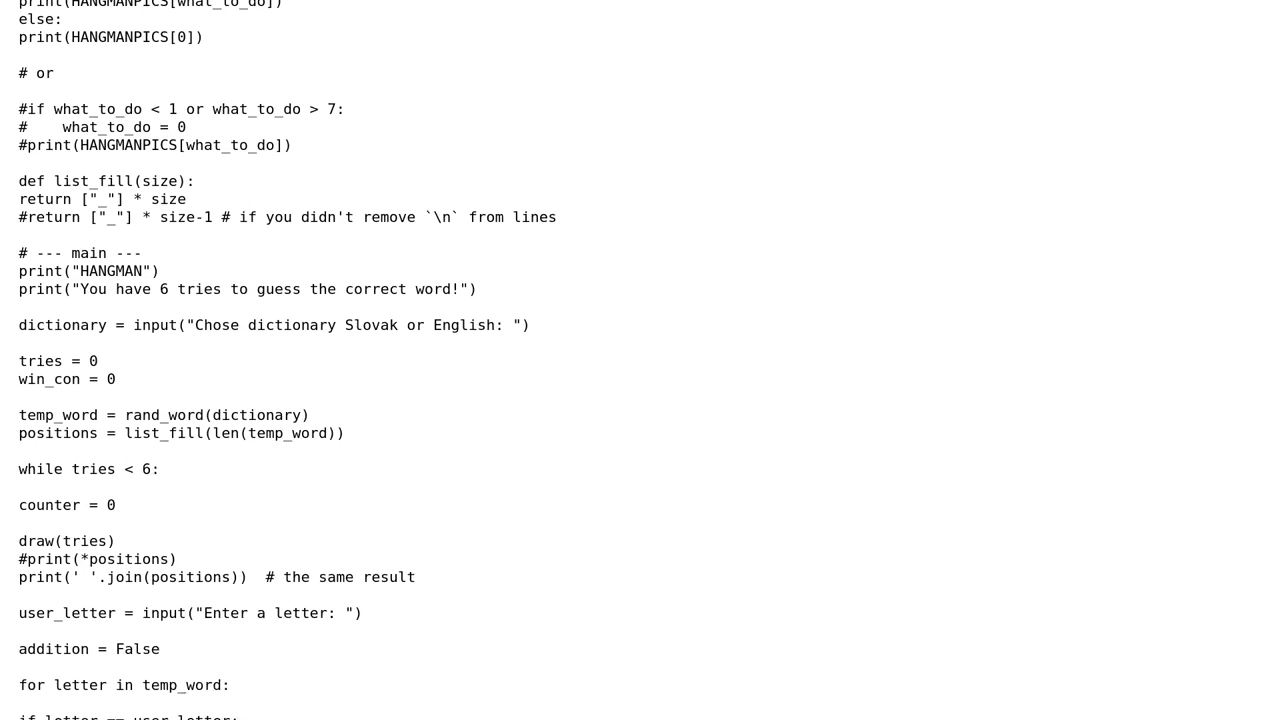 print(HANGMANPICS[what_to_do])
else:
print(HANGMANPICS[0])
# or
#if what_to_do < 1 or what_to_do > 7:
#    what_to_do = 0
#print(HANGMANPICS[what_to_do])
def list_fill(size):
return ["_"] * size
#return ["_"] * size-1 # if you didn't remove `\n` from lines
# --- main ---
print("HANGMAN")
print("You have 6 tries to guess the correct word!")
dictionary = input("Chose dictionary Slovak or English: ")
tries = 0
win_con = 0
temp_word = rand_word(dictionary)
positions = list_fill(len(temp_word))
while tries < 6:
counter = 0
draw(tries)
#print(*positions)
print(' '.join(positions))  # the same result
user_letter = input("Enter a letter: ")
addition = False
for letter in temp_word:
if letter == user_letter: